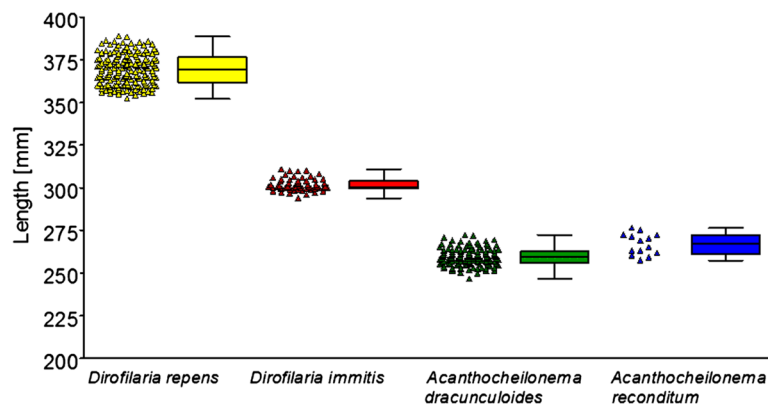 400
375
350
325
300
275
250
225
200
Length [mm]
Dirofilaria repens
Dirofilaria immitis
Acanthocheilonema
dracunculoides
Acanthocheilonema
reconditum